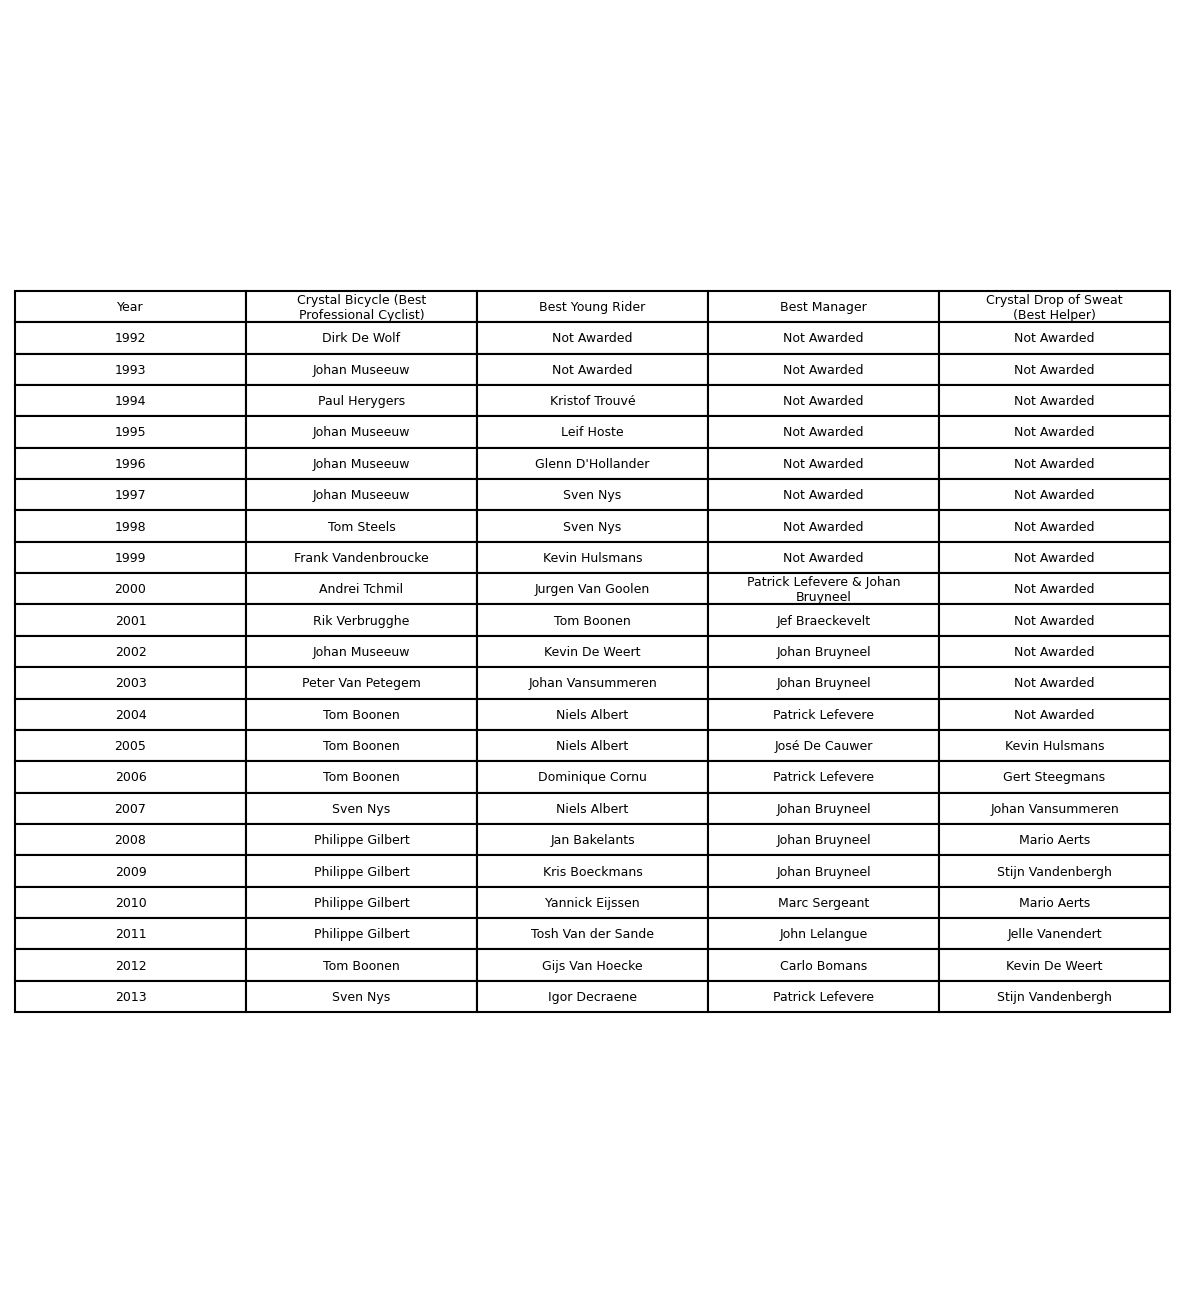 Year Crystal Bicycle (Best Professional Cyclist) Best Young Rider Best Manager Crystal Drop of Sweat (Best Helper)
1992 Dirk De Wolf Not Awarded Not Awarded Not Awarded
1993 Johan Museeuw Not Awarded Not Awarded Not Awarded
1994 Paul Herygers Kristof Trouvé Not Awarded Not Awarded
1995 Johan Museeuw Leif Hoste Not Awarded Not Awarded
1996 Johan Museeuw Glenn D'Hollander Not Awarded Not Awarded
1997 Johan Museeuw Sven Nys Not Awarded Not Awarded
1998 Tom Steels Sven Nys Not Awarded Not Awarded
1999 Frank Vandenbroucke Kevin Hulsmans Not Awarded Not Awarded
2000 Andrei Tchmil Jurgen Van Goolen Patrick Lefevere & Johan Bruyneel Not Awarded
2001 Rik Verbrugghe Tom Boonen Jef Braeckevelt Not Awarded
2002 Johan Museeuw Kevin De Weert Johan Bruyneel Not Awarded
2003 Peter Van Petegem Johan Vansummeren Johan Bruyneel Not Awarded
2004 Tom Boonen Niels Albert Patrick Lefevere Not Awarded
2005 Tom Boonen Niels Albert José De Cauwer Kevin Hulsmans
2006 Tom Boonen Dominique Cornu Patrick Lefevere Gert Steegmans
2007 Sven Nys Niels Albert Johan Bruyneel Johan Vansummeren
2008 Philippe Gilbert Jan Bakelants Johan Bruyneel Mario Aerts
2009 Philippe Gilbert Kris Boeckmans Johan Bruyneel Stijn Vandenbergh
2010 Philippe Gilbert Yannick Eijssen Marc Sergeant Mario Aerts
2011 Philippe Gilbert Tosh Van der Sande John Lelangue Jelle Vanendert
2012 Tom Boonen Gijs Van Hoecke Carlo Bomans Kevin De Weert
2013 Sven Nys Igor Decraene Patrick Lefevere Stijn Vandenbergh